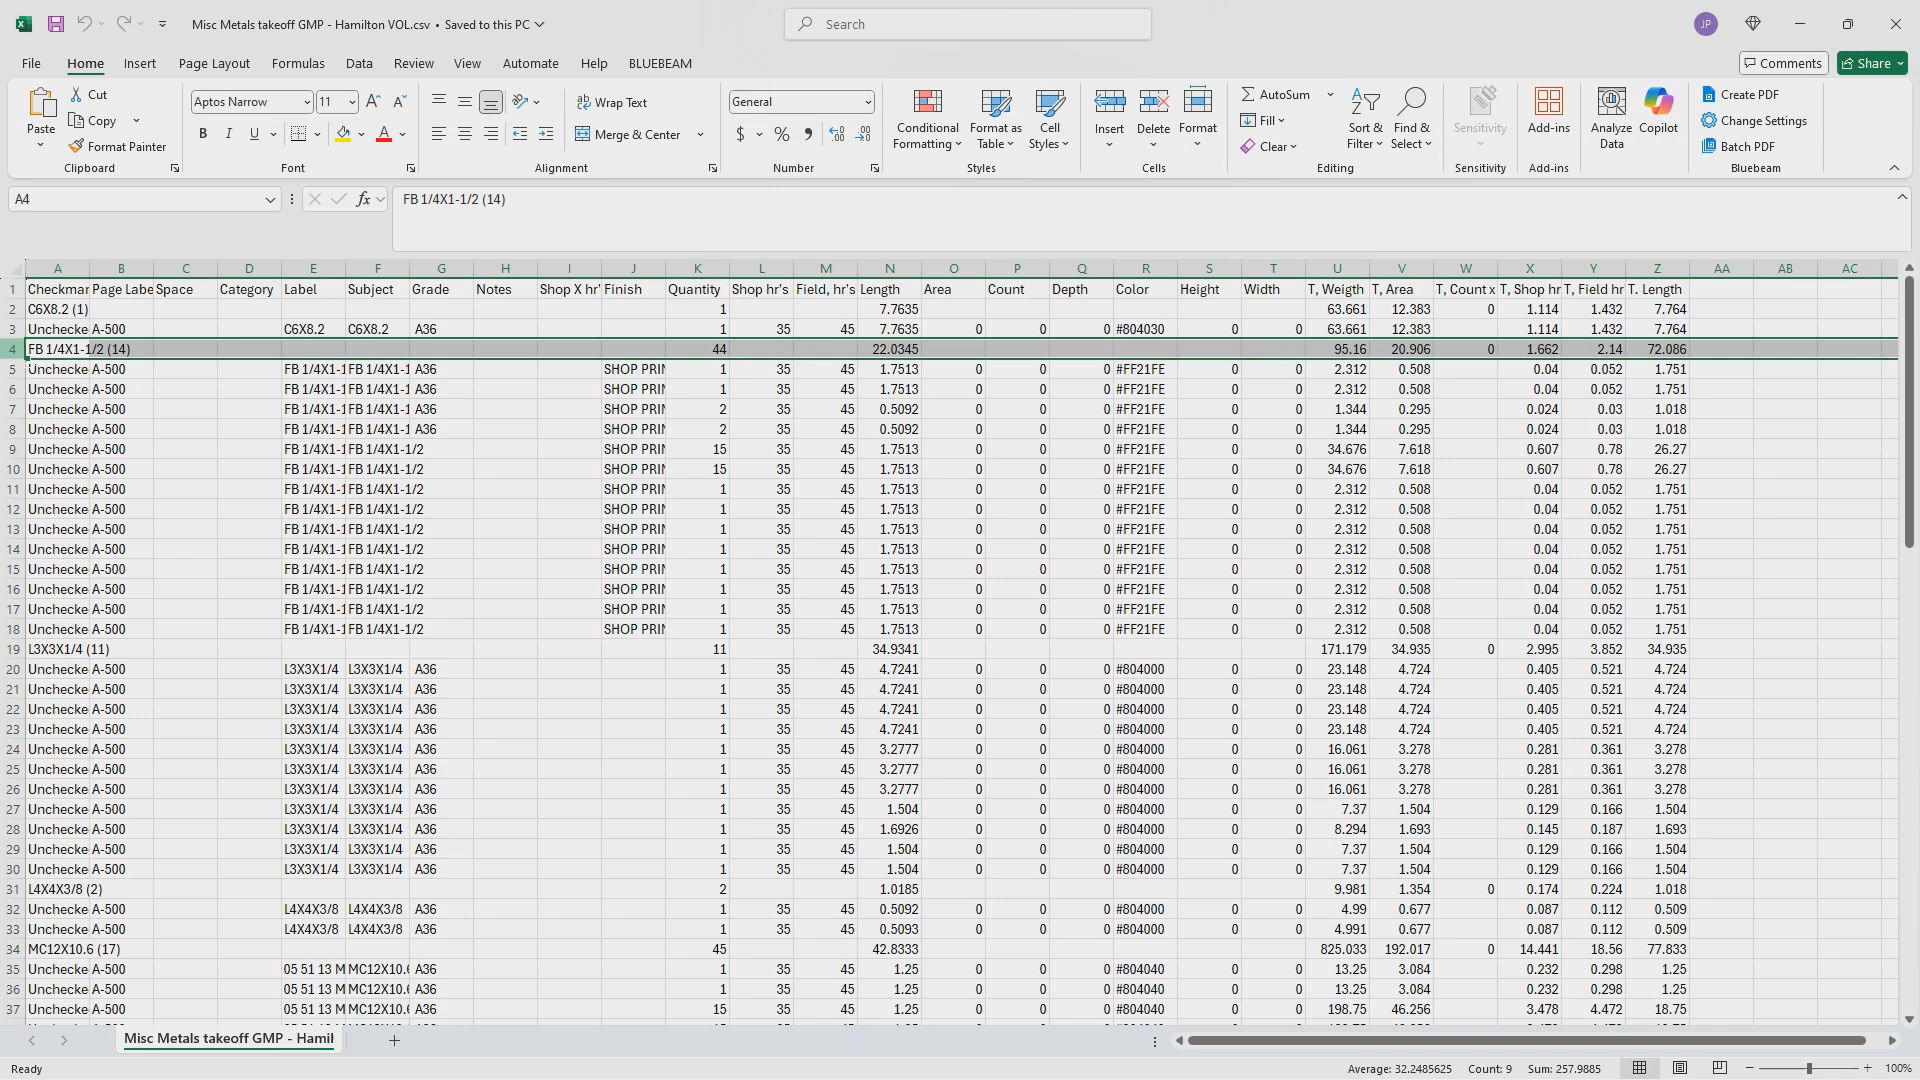 Misc Metals takeoff GMP - Hamilton VOL.csv • Saved to this PC
Search
JP
File Home Insert Page Layout Formulas Data Review View Automate Help BLUEBEAM
Comments Share
Paste
Cut
Copy
Format Painter
Clipboard
Aptos Narrow 11
B I U
Font
Wrap Text
Merge & Center
Alignment
General
$ % ,
Number
Conditional Formatting
Format as Table
Cell Styles
Styles
Insert Delete Format
Cells
AutoSum
Fill
Clear
Sort & Filter
Find & Select
Editing
Sensitivity
Sensitivity
Add-ins
Add-ins
Analyze Data
Copilot
Create PDF
Change Settings
Batch PDF
Bluebeam
A4 fx FB 1/4X1-1/2 (14)
A B C D E F G H I J K L M N O P Q R S T U V W X Y Z AA AB AC
1 Checkmar Page Labe Space Category Label Subject Grade Notes Shop X hr' Finish Quantity Shop hr's Field, hr's Length Area Count Depth Color Height Width T, Weigth T, Area T, Count x T, Shop hr T, Field hr T. Length
2 C6X8.2 (1) 1 7.7635 63.661 12.383 0 1.114 1.432 7.764
3 Unchecke A-500 C6X8.2 C6X8.2 A36 1 35 45 7.7635 0 0 0 #804030 0 0 63.661 12.383 1.114 1.432 7.764
4 FB 1/4X1-1/2 (14) 44 22.0345 95.16 20.906 0 1.662 2.14 72.086
5 Unchecke A-500 FB 1/4X1-1 FB 1/4X1-1 A36 SHOP PRIM 1 35 45 1.7513 0 0 0 #FF21FE 0 0 2.312 0.508 0.04 0.052 1.751
6 Unchecke A-500 FB 1/4X1-1 FB 1/4X1-1 A36 SHOP PRIM 1 35 45 1.7513 0 0 0 #FF21FE 0 0 2.312 0.508 0.04 0.052 1.751
7 Unchecke A-500 FB 1/4X1-1 FB 1/4X1-1 A36 SHOP PRIM 2 35 45 0.5092 0 0 0 #FF21FE 0 0 1.344 0.295 0.024 0.03 1.018
8 Unchecke A-500 FB 1/4X1-1 FB 1/4X1-1 A36 SHOP PRIM 2 35 45 0.5092 0 0 0 #FF21FE 0 0 1.344 0.295 0.024 0.03 1.018
9 Unchecke A-500 FB 1/4X1-1 FB 1/4X1-1/2 SHOP PRIM 15 35 45 1.7513 0 0 0 #FF21FE 0 0 34.676 7.618 0.607 0.78 26.27
10 Unchecke A-500 FB 1/4X1-1 FB 1/4X1-1/2 SHOP PRIM 15 35 45 1.7513 0 0 0 #FF21FE 0 0 34.676 7.618 0.607 0.78 26.27
11 Unchecke A-500 FB 1/4X1-1 FB 1/4X1-1/2 SHOP PRIM 1 35 45 1.7513 0 0 0 #FF21FE 0 0 2.312 0.508 0.04 0.052 1.751
12 Unchecke A-500 FB 1/4X1-1 FB 1/4X1-1/2 SHOP PRIM 1 35 45 1.7513 0 0 0 #FF21FE 0 0 2.312 0.508 0.04 0.052 1.751
13 Unchecke A-500 FB 1/4X1-1 FB 1/4X1-1/2 SHOP PRIM 1 35 45 1.7513 0 0 0 #FF21FE 0 0 2.312 0.508 0.04 0.052 1.751
14 Unchecke A-500 FB 1/4X1-1 FB 1/4X1-1/2 SHOP PRIM 1 35 45 1.7513 0 0 0 #FF21FE 0 0 2.312 0.508 0.04 0.052 1.751
15 Unchecke A-500 FB 1/4X1-1 FB 1/4X1-1/2 SHOP PRIM 1 35 45 1.7513 0 0 0 #FF21FE 0 0 2.312 0.508 0.04 0.052 1.751
16 Unchecke A-500 FB 1/4X1-1 FB 1/4X1-1/2 SHOP PRIM 1 35 45 1.7513 0 0 0 #FF21FE 0 0 2.312 0.508 0.04 0.052 1.751
17 Unchecke A-500 FB 1/4X1-1 FB 1/4X1-1/2 SHOP PRIM 1 35 45 1.7513 0 0 0 #FF21FE 0 0 2.312 0.508 0.04 0.052 1.751
18 Unchecke A-500 FB 1/4X1-1 FB 1/4X1-1/2 SHOP PRIM 1 35 45 1.7513 0 0 0 #FF21FE 0 0 2.312 0.508 0.04 0.052 1.751
19 L3X3X1/4 (11) 11 34.9341 171.179 34.935 0 2.995 3.852 34.935
20 Unchecke A-500 L3X3X1/4 L3X3X1/4 A36 1 35 45 4.7241 0 0 0 #804000 0 0 23.148 4.724 0.405 0.521 4.724
21 Unchecke A-500 L3X3X1/4 L3X3X1/4 A36 1 35 45 4.7241 0 0 0 #804000 0 0 23.148 4.724 0.405 0.521 4.724
22 Unchecke A-500 L3X3X1/4 L3X3X1/4 A36 1 35 45 4.7241 0 0 0 #804000 0 0 23.148 4.724 0.405 0.521 4.724
23 Unchecke A-500 L3X3X1/4 L3X3X1/4 A36 1 35 45 4.7241 0 0 0 #804000 0 0 23.148 4.724 0.405 0.521 4.724
24 Unchecke A-500 L3X3X1/4 L3X3X1/4 A36 1 35 45 3.2777 0 0 0 #804000 0 0 16.061 3.278 0.281 0.361 3.278
25 Unchecke A-500 L3X3X1/4 L3X3X1/4 A36 1 35 45 3.2777 0 0 0 #804000 0 0 16.061 3.278 0.281 0.361 3.278
26 Unchecke A-500 L3X3X1/4 L3X3X1/4 A36 1 35 45 3.2777 0 0 0 #804000 0 0 16.061 3.278 0.281 0.361 3.278
27 Unchecke A-500 L3X3X1/4 L3X3X1/4 A36 1 35 45 1.504 0 0 0 #804000 0 0 7.37 1.504 0.129 0.166 1.504
28 Unchecke A-500 L3X3X1/4 L3X3X1/4 A36 1 35 45 1.6926 0 0 0 #804000 0 0 8.294 1.693 0.145 0.187 1.693
29 Unchecke A-500 L3X3X1/4 L3X3X1/4 A36 1 35 45 1.504 0 0 0 #804000 0 0 7.37 1.504 0.129 0.166 1.504
30 Unchecke A-500 L3X3X1/4 L3X3X1/4 A36 1 35 45 1.504 0 0 0 #804000 0 0 7.37 1.504 0.129 0.166 1.504
31 L4X4X3/8 (2) 2 1.0185 9.981 1.354 0 0.174 0.224 1.018
32 Unchecke A-500 L4X4X3/8 L4X4X3/8 A36 1 35 45 0.5092 0 0 0 #804000 0 0 4.99 0.677 0.087 0.112 0.509
33 Unchecke A-500 L4X4X3/8 L4X4X3/8 A36 1 35 45 0.5093 0 0 0 #804000 0 0 4.991 0.677 0.087 0.112 0.509
34 MC12X10.6 (17) 45 42.8333 825.033 192.017 0 14.441 18.56 77.833
35 Unchecke A-500 05 51 13 M MC12X10.6 A36 1 35 45 1.25 0 0 0 #804040 0 0 13.25 3.084 0.232 0.298 1.25
36 Unchecke A-500 05 51 13 M MC12X10.6 A36 1 35 45 1.25 0 0 0 #804040 0 0 13.25 3.084 0.232 0.298 1.25
37 Unchecke A-500 05 51 13 M MC12X10.6 A36 15 35 45 1.25 0 0 0 #804040 0 0 198.75 46.256 3.478 4.472 18.75
Misc Metals takeoff GMP - Hamil
Ready Average: 32.2485625 Count: 9 Sum: 257.9885 100%